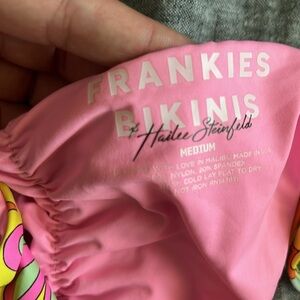 FRANKIES
BIKINIS
x Hailee Steinfeld
MEDIUM
LOVE IN MALIBU. MADE IN
NYLON, 20% SPANDEX
COLD LAY FLAT TO DRY
NOT IRON